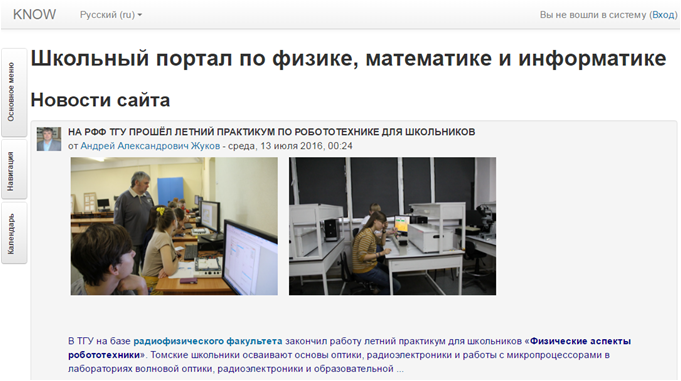 KNOW
Русский (ru)
Вы не вошли в систему (Вход)
Основное меню
Навигация
Календарь
Школьный портал по физике, математике и информатике
Новости сайта
НА РФФ ТГУ ПРОШЁЛ ЛЕТНИЙ ПРАКТИКУМ ПО РОБОТОТЕХНИКЕ ДЛЯ ШКОЛЬНИКОВ
от Андрей Александрович Жуков - среда, 13 июля 2016, 00:24
В ТГУ на базе радиофизического факультета закончил работу летний практикум для школьников «Физические аспекты
робототехники». Томские школьники осваивают основы оптики, радиоэлектроники и работы с микропроцессорами в
лабораториях волновой оптики, радиоэлектроники и образовательной ...